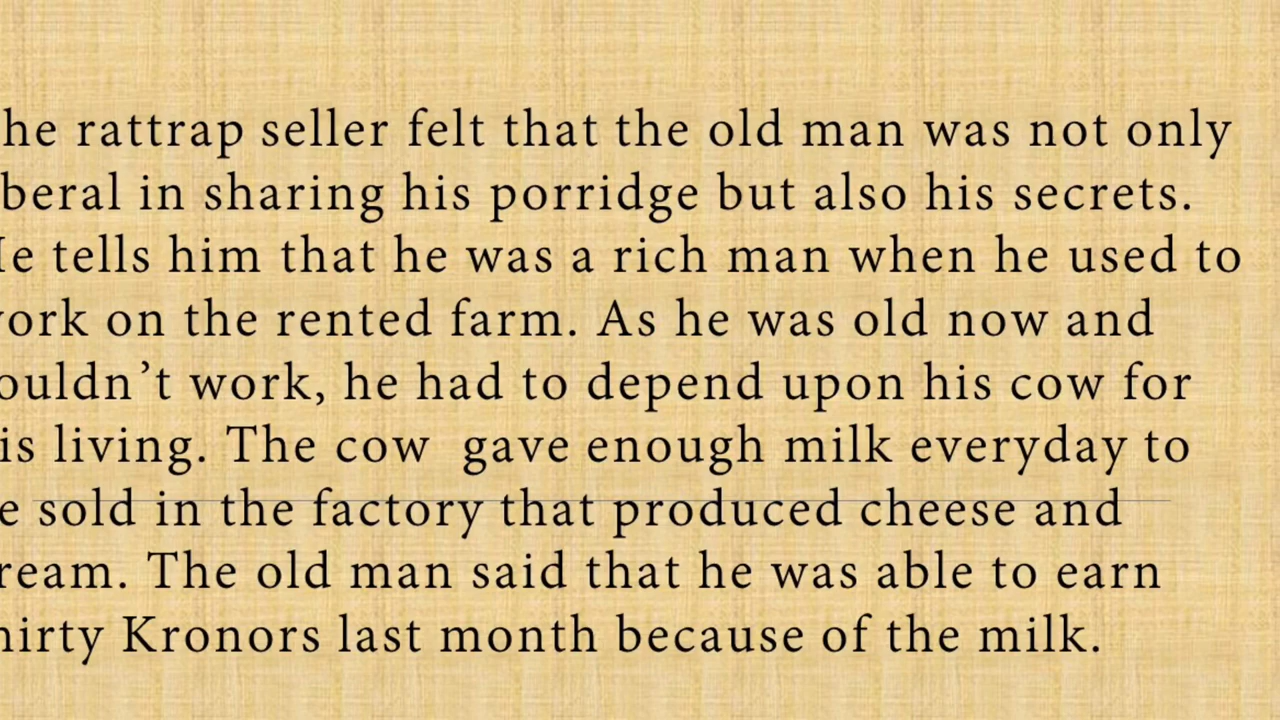 he rattrap seller felt that the old man was not only
beral in sharing his porridge but also his secrets.
He tells him that he was a rich man when he used to
ork on the rented farm. As he was old now and
ouldn’t work, he had to depend upon his cow for
is living. The cow gave enough milk everyday to
e sold in the factory that produced cheese and
ream. The old man said that he was able to earn
hirty Kronors last month because of the milk.